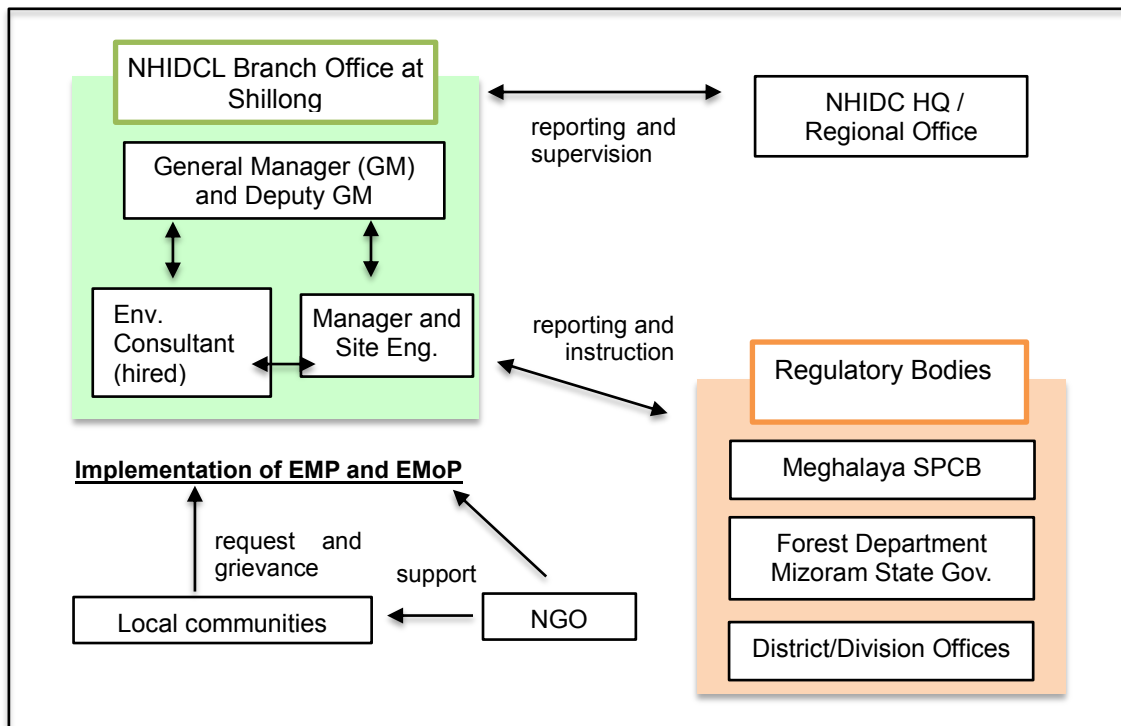 NHIDCL Branch Office at
Shillong
General Manager (GM)
and Deputy GM
Env.
Consultant
(hired)
Manager and
Site Eng.
reporting and
supervision
NHIDC HQ /
Regional Office
reporting and
instruction
Regulatory Bodies
Meghalaya SPCB
Forest Department
Mizoram State Gov.
District/Division Offices
Implementation of EMP and EMoP
request and
grievance
support
Local communities
NGO